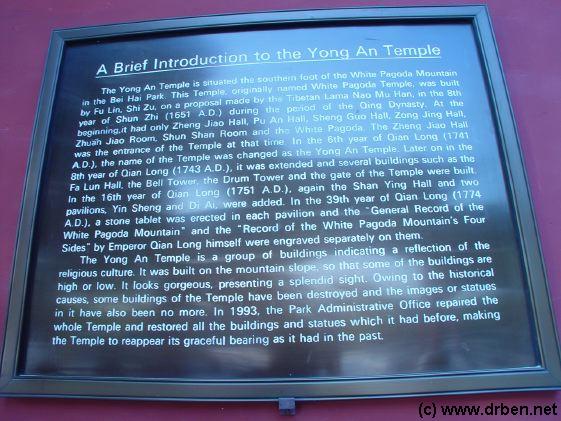 A Brief Introduction to the Yong An Temple
The Yong An Temple is situated the southern foot of the White Pagoda Mountain
in the Bei Hai Park. This Temple, originally named White Pagoda Temple, was built
by Fu Lin, Shi Zu, on a proposal made by the Tibetan Lama Nao Mu Han, in the 8th
year of Shun Zhi (1651 A.D.) during the period of the Qing Dynasty. At the
beginning,it had only Zheng Jiao Hall, Pu An Hall, Sheng Guo Hall, Zong Jing Hall,
Zhuan Jiao Room, Shun Shan Room and the White Pagoda. The Zheng Jiao Hall
was the entrance of the Temple at that time. In the 6th year of Qian Long (1741
A.D.), the name of the Temple was changed as the Yong An Temple. Later on in the
8th year of Qian Long (1743 A.D.), it was extended and several buildings such as the
Fa Lun Hall, the Bell Tower, the Drum Tower and the gate of the Temple were built.
In the 16th year of Qian Long (1751 A.D.), again the Shan Ying Hall and two
pavilions, Yin Sheng and Di Ai, were added. In the 39th year of Qian Long (1774
A.D.), a stone tablet was erected in each pavilion and the "General Record of the
White Pagoda Mountain" and the "Record of the White Pagoda Mountain's Four
Sides" by Emperor Qian Long himself were engraved separately on them.
The Yong An Temple is a group of buildings indicating a reflection of the
religious culture. It was built on the mountain slope, so that some of the buildings are
high or low. It looks gorgeous, presenting a splendid sight. Owing to the historical
causes, some buildings of the Temple have been destroyed and the images or statues
in it have also been no more. In 1993, the Park Administrative Office repaired the
whole Temple and restored all the buildings and statues which it had before, making
the Temple to reappear its graceful bearing as it had in the past.
(c) www.drben.net